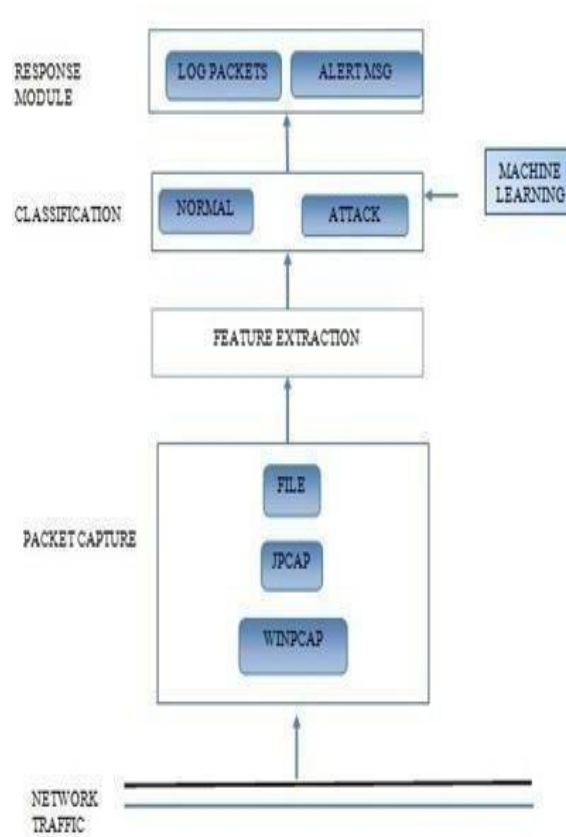 RESPONSE
MODULE
LOG PACKETS
ALERT MSG
CLASSIFICATION
NORMAL
ATTACK
MACHINE
LEARNING
FEATURE EXTRACTION
PACKET CAPTURE
FILE
JPCAP
WINPCAP
NETWORK
TRAFFIC